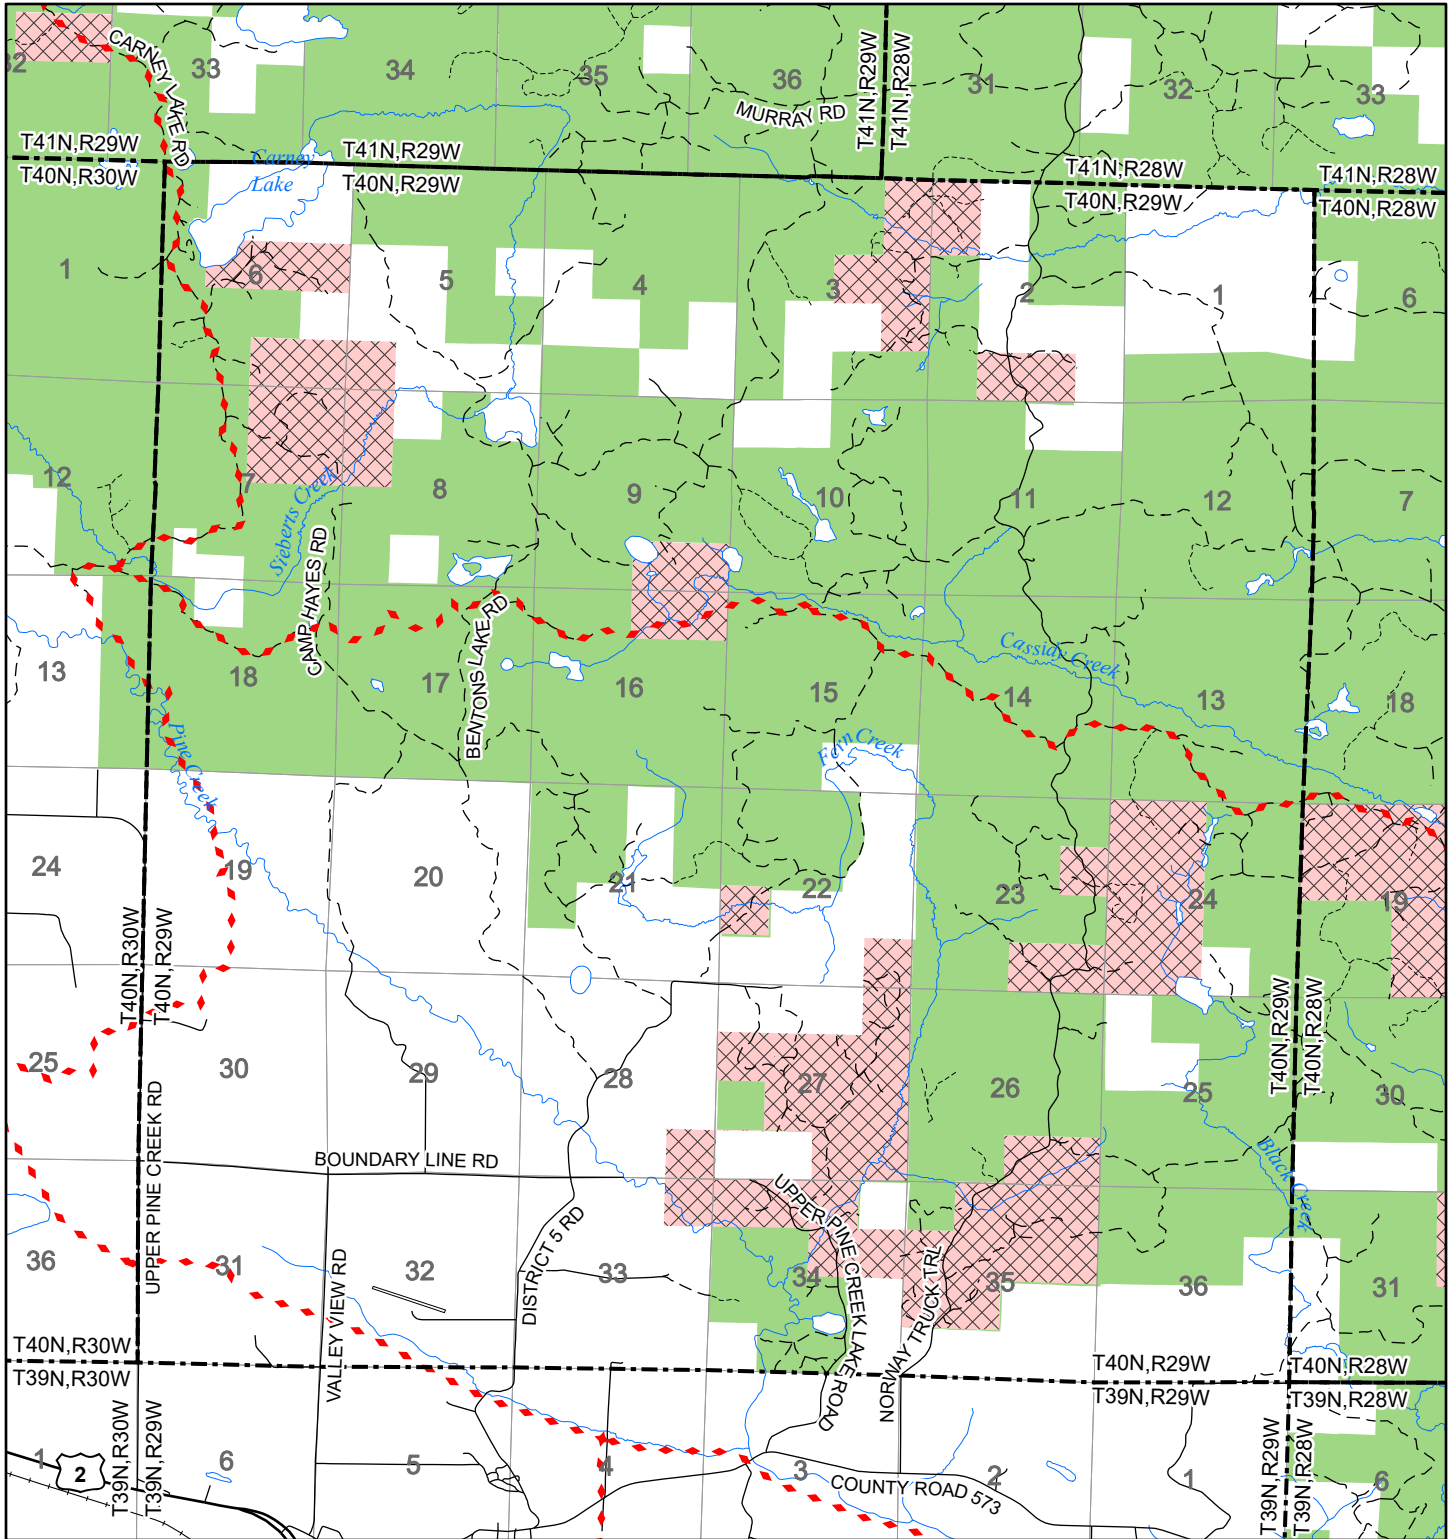 32
33
34
35
36
31
32
33
CARNEY LAKE RD
MURRAY RD
T41N,R29W
T41N,R28W
T41N,R29W
T40N,R30W
Carney
Lake
T41N,R29W
T40N,R29W
T41N,R28W
T40N,R29W
T41N,R28W
T40N,R28W
1
6
5
4
3
2
1
6
12
7
8
9
10
11
12
7
Sieberts Creek
CAMP HAYES RD
BENTONS LAKE RD
Cassidy Creek
13
18
17
16
15
14
13
18
Pine Creek
Fern Creek
24
19
20
21
22
23
24
19
T40N,R30W
T40N,R29W
T40N,R29W
T40N,R28W
25
30
29
28
27
26
25
30
UPPER PINE CREEK RD
BOUNDARY LINE RD
Black Creek
UPPER PINE CREEK LAKE ROAD
DISTRICT 5 RD
VALLEY VIEW RD
NORWAY TRUCK TRL
36
31
32
33
34
35
36
31
T40N,R30W
T39N,R30W
T40N,R29W
T39N,R29W
T40N,R28W
T39N,R28W
T39N,R30W
T39N,R29W
T39N,R29W
T39N,R28W
1
2
6
5
4
3
2
1
6
COUNTY ROAD 573